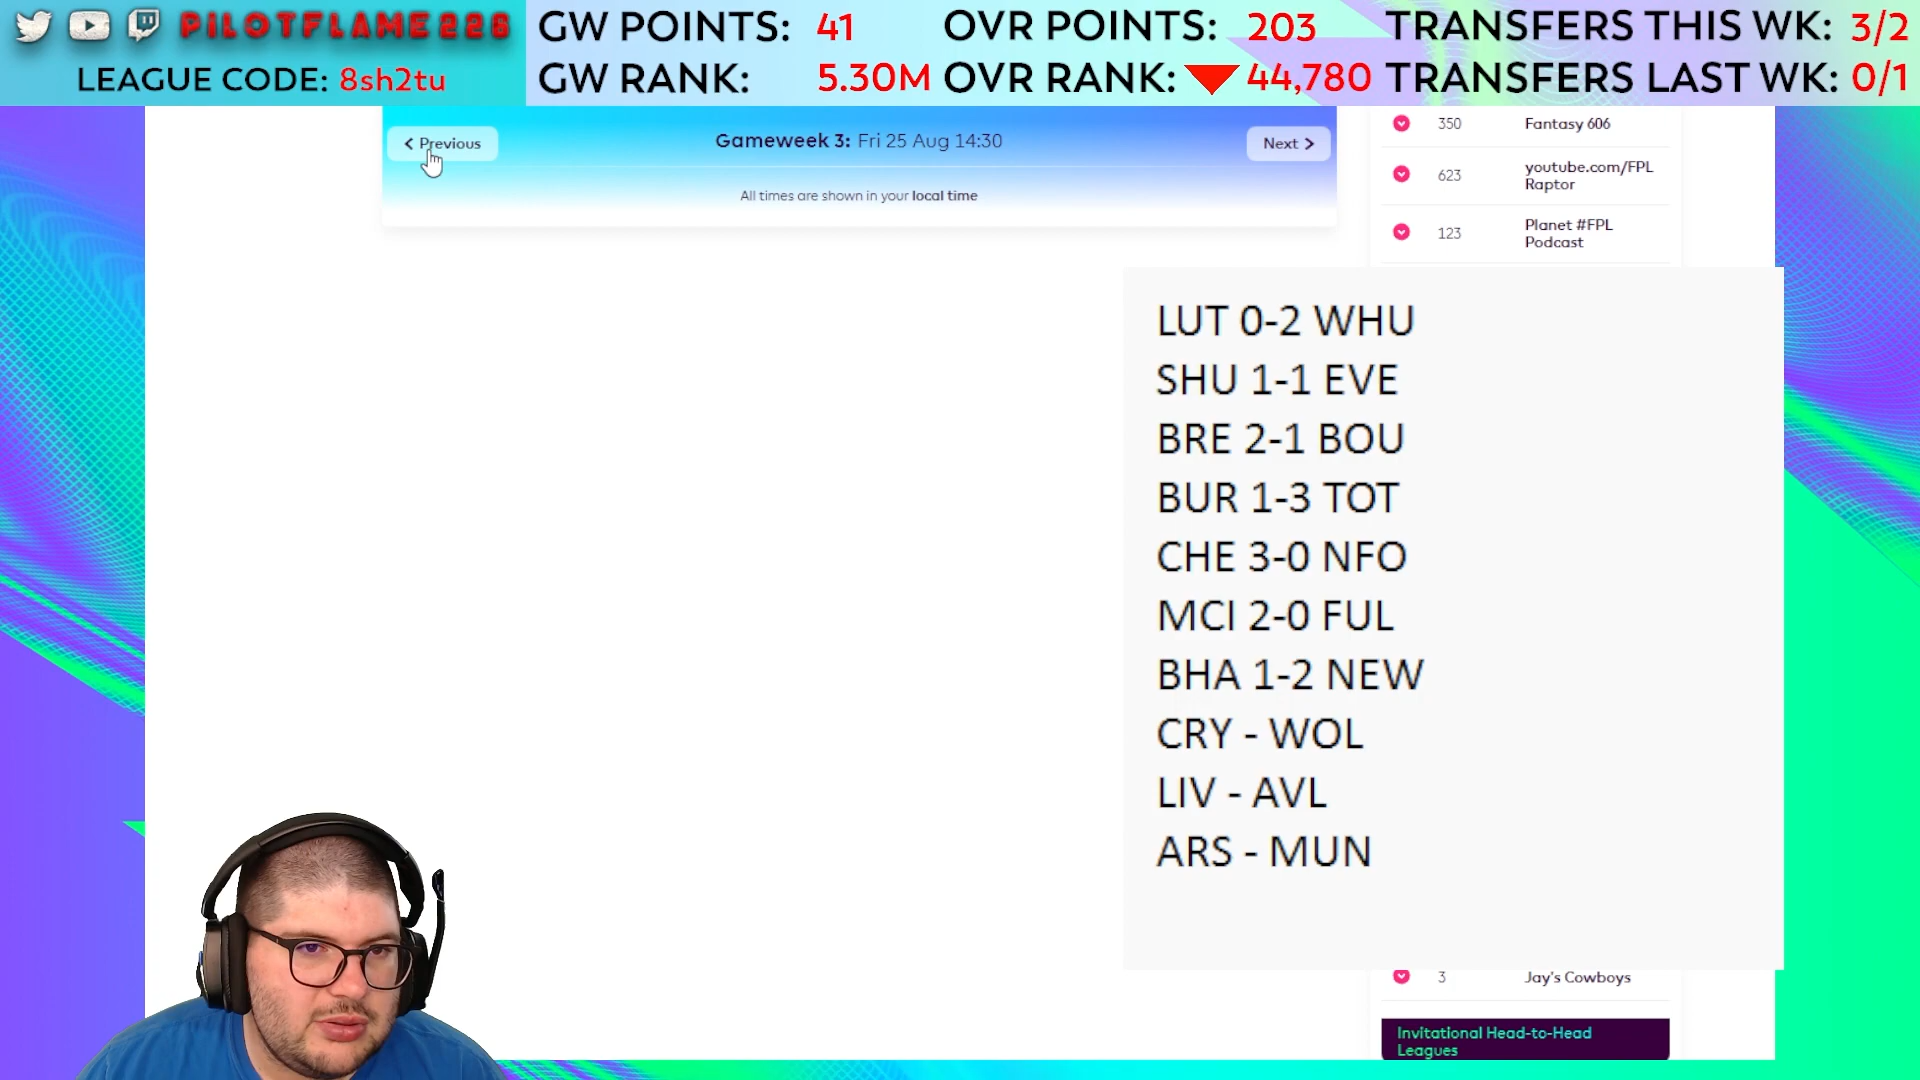 PILOTFLAME226
LEAGUE CODE: 8sh2tu
GW POINTS: 41
GW RANK: 5.30M
OVR POINTS: 203
OVR RANK: 44,780
TRANSFERS THIS WK: 3/2
TRANSFERS LAST WK: 0/1
Previous
Gameweek 3: Fri 25 Aug 14:30
Next
All times are shown in your local time
350 Fantasy 606
623 youtube.com/FPL
Raptor
123 Planet #FPL
Podcast
LUT 0-2 WHU
SHU 1-1 EVE
BRE 2-1 BOU
BUR 1-3 TOT
CHE 3-0 NFO
MCI 2-0 FUL
BHA 1-2 NEW
CRY - WOL
LIV - AVL
ARS - MUN
3 Jay's Cowboys
Invitational Head-to-Head
Leagues